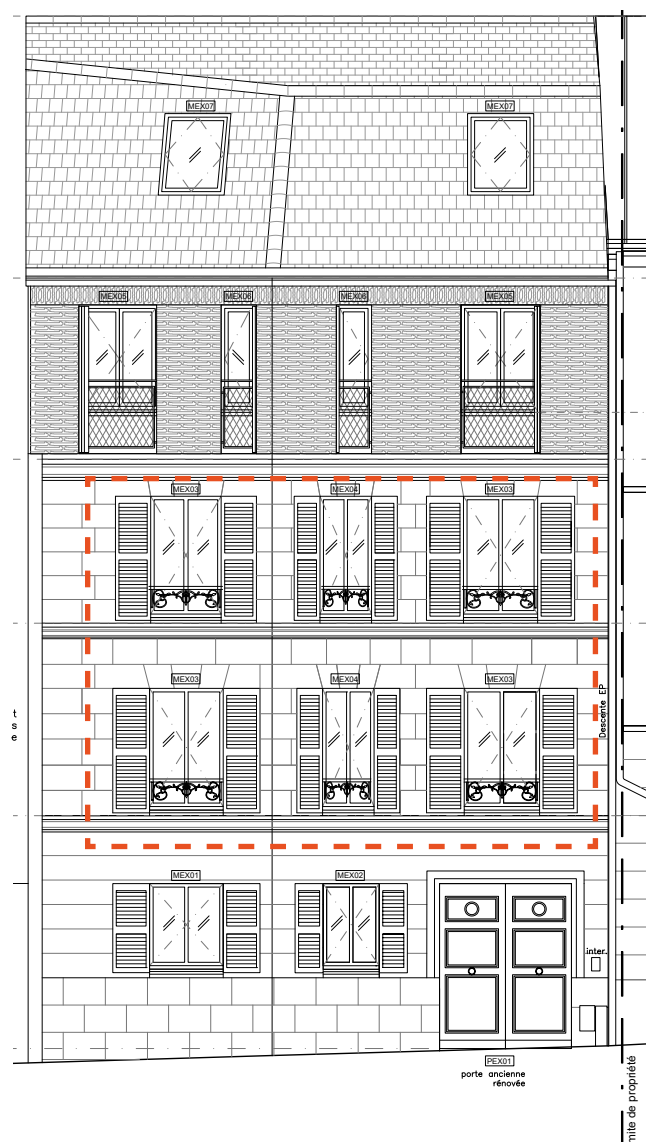 MEX07
MEX07
MEX05
MEX06
MEX06
MEX05
MEX03
MEX04
MEX03
MEX03
MEX04
MEX03
Descente EP
t
s e
MEX01
MEX02
inter.
PEX01
porte ancienne
rénovée
mite de propriété